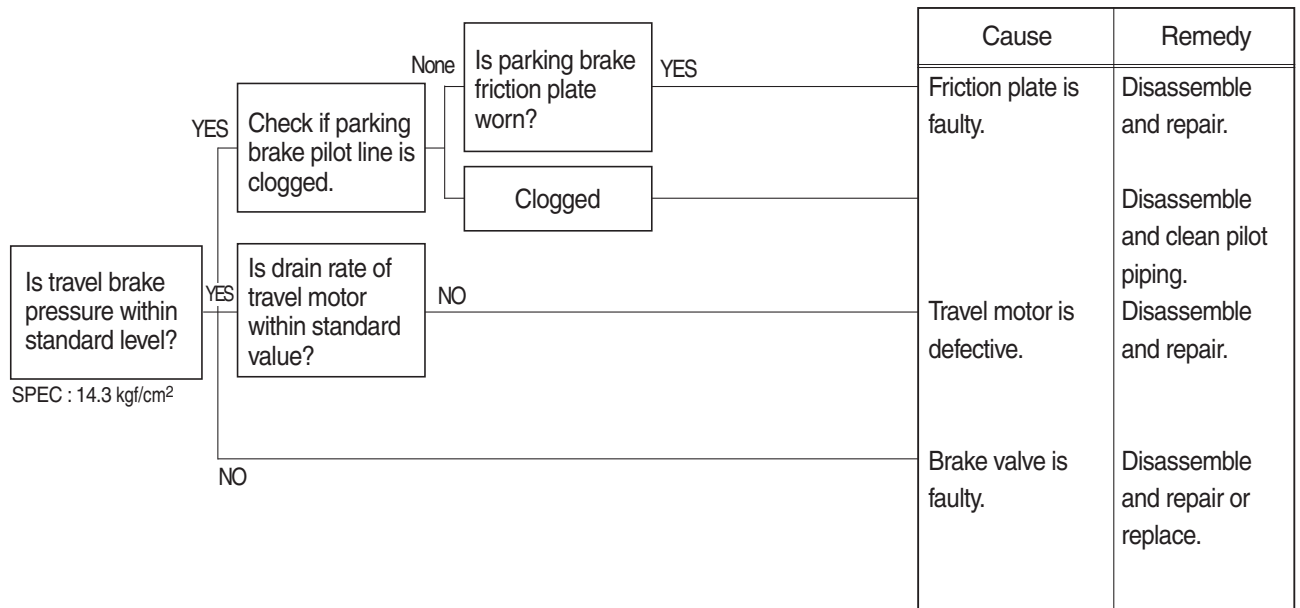 Cause
Remedy
None
Is parking brake
friction plate
worn?
YES
Friction plate is
faulty.
Disassemble
and repair.
YES
Check if parking
brake pilot line is
clogged.
Clogged
Disassemble
and clean pilot
piping.
Is travel brake
pressure within
standard level?
SPEC : 14.3 kgf/cm²
YES
Is drain rate of
travel motor
within standard
value?
NO
Travel motor is
defective.
Disassemble
and repair.
NO
Brake valve is
faulty.
Disassemble
and repair or
replace.